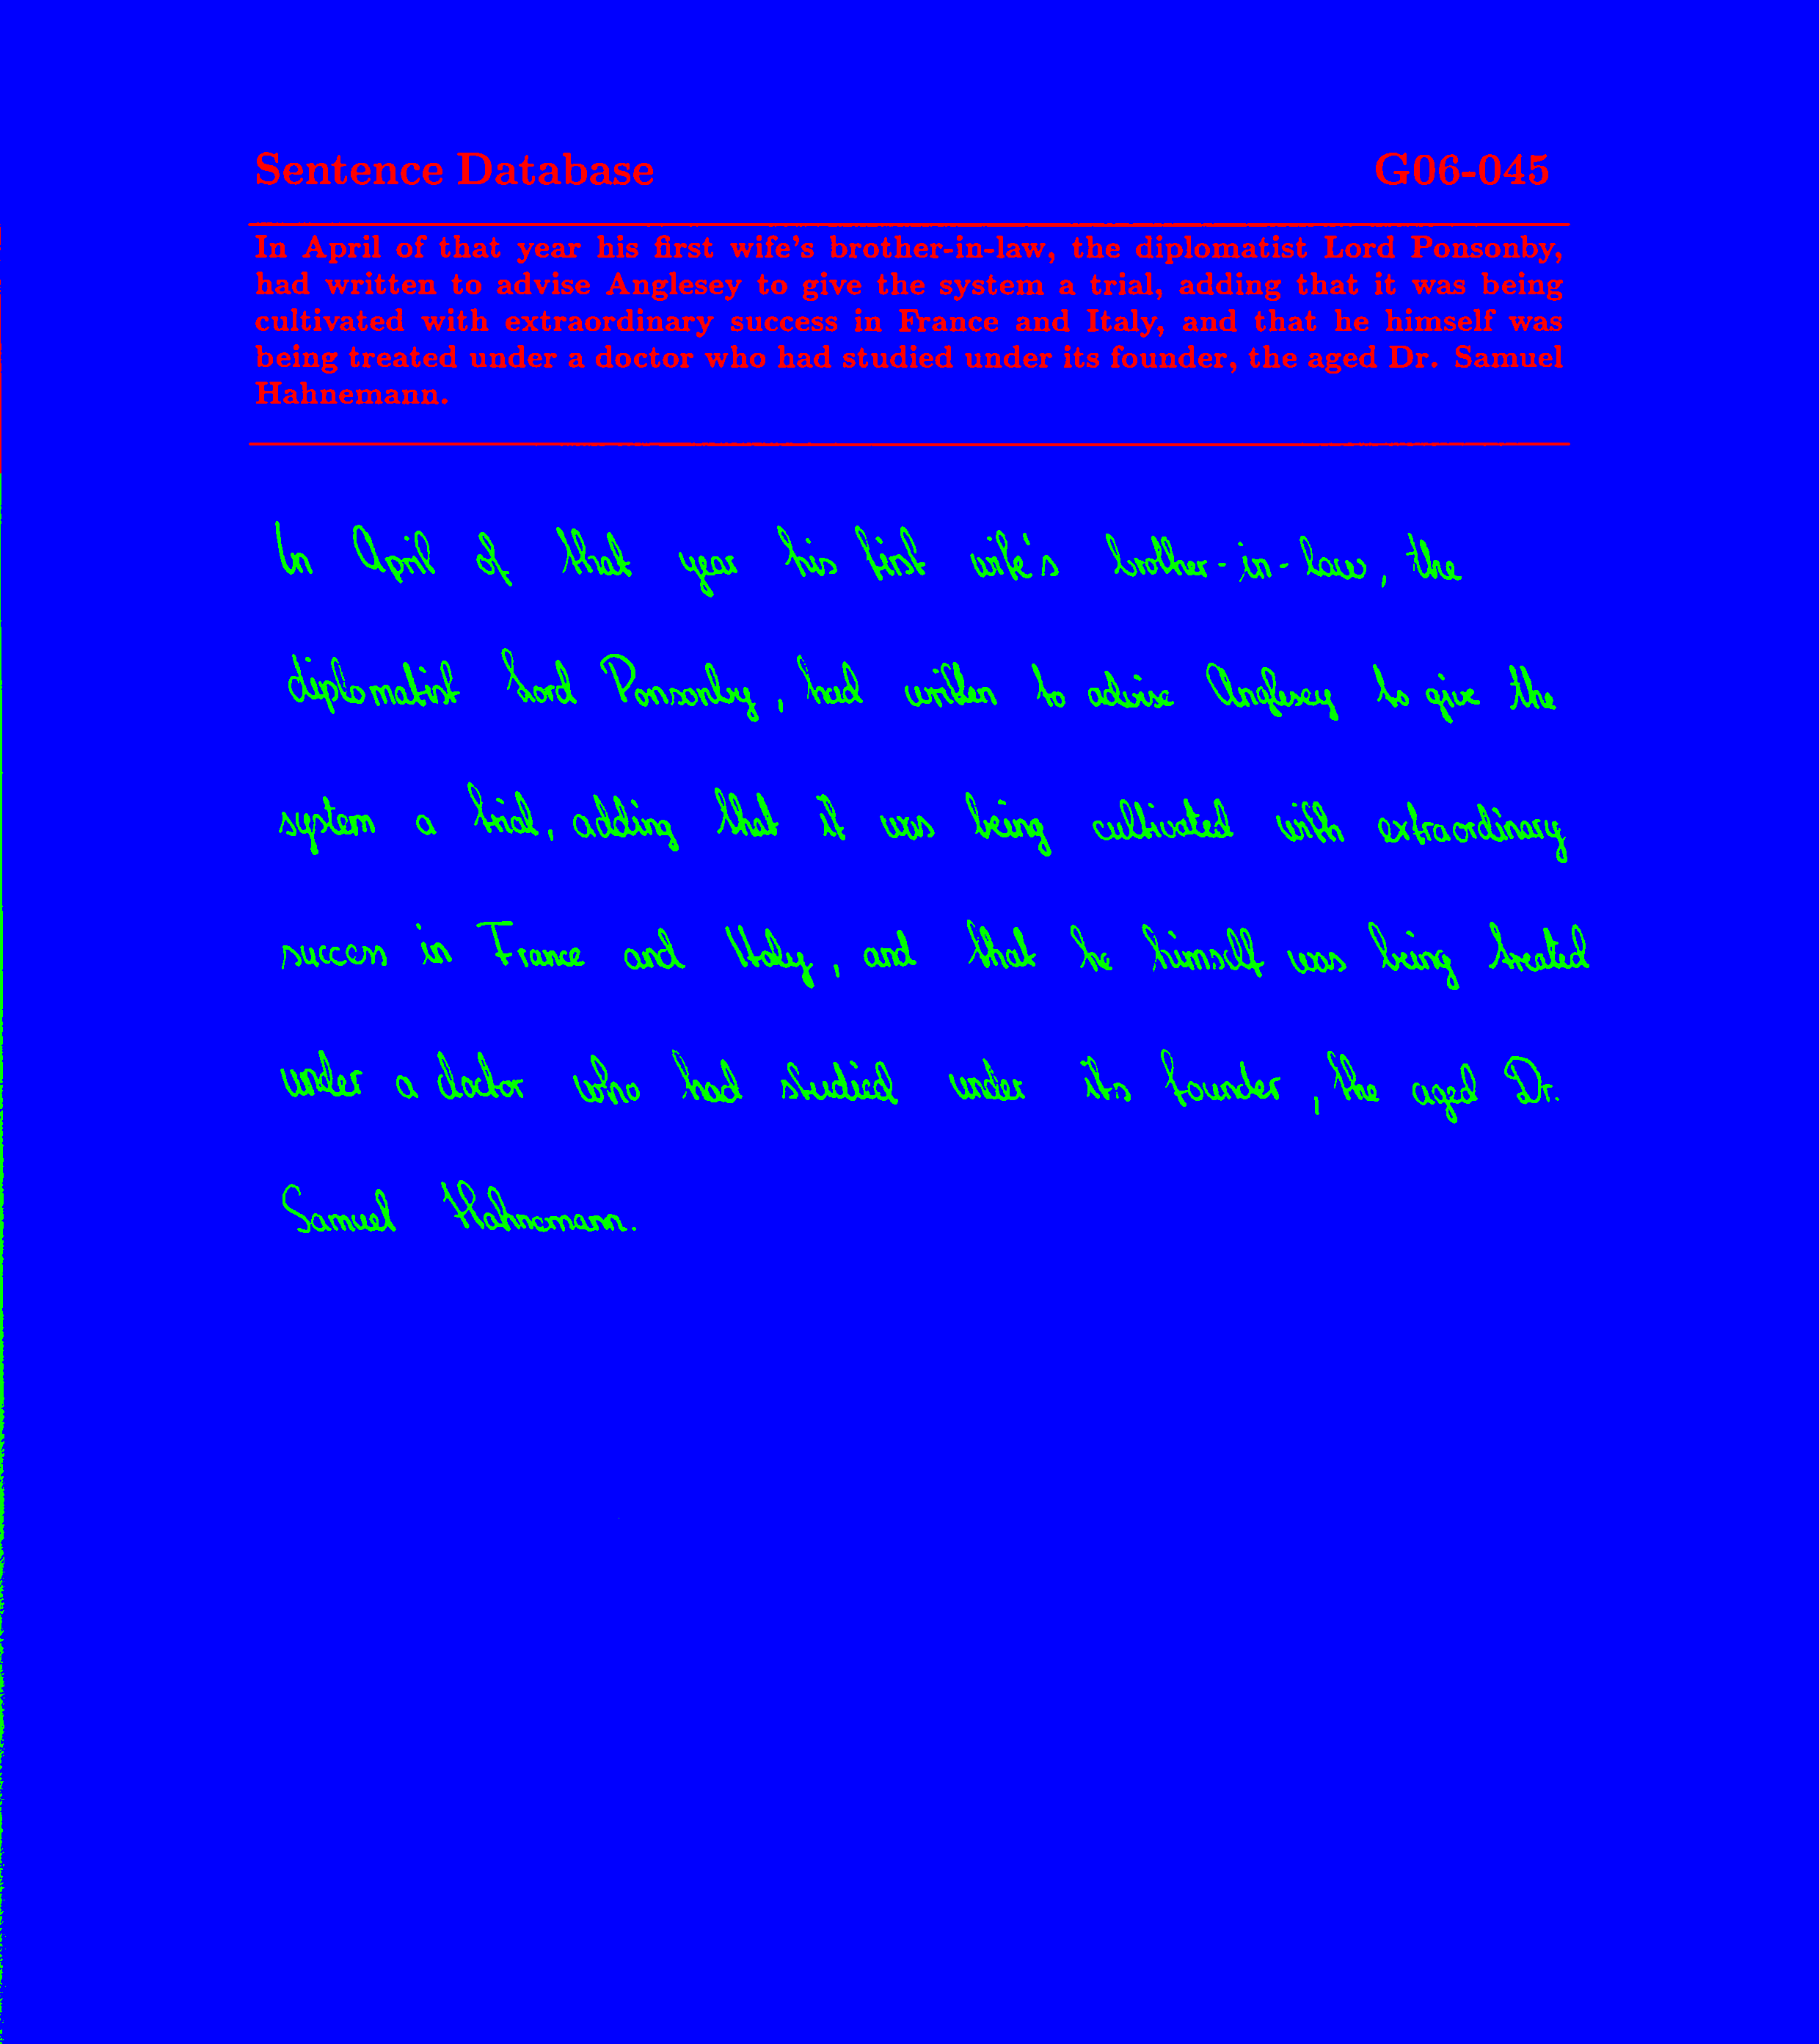 Sentence Database G06-045
In April of that year his first wife's brother-in-law, the diplomatist Lord Ponsonby,
had written to advise Anglesey to give the system a trial, adding that it was being
cultivated with extraordinary success in France and Italy, and that he himself was
being treated under a doctor who had studied under its founder, the aged Dr. Samuel
Hahnemann.
In April of that year his first wife's brother-in-law, the
diplomatist Lord Ponsonby, had written to advise Anglesey to give the
system a trial, adding that it was being cultivated with extraordinary
success in France and Italy, and that he himself was being treated
under a doctor who had studied under its founder, the aged Dr.
Samuel Hahnemann.